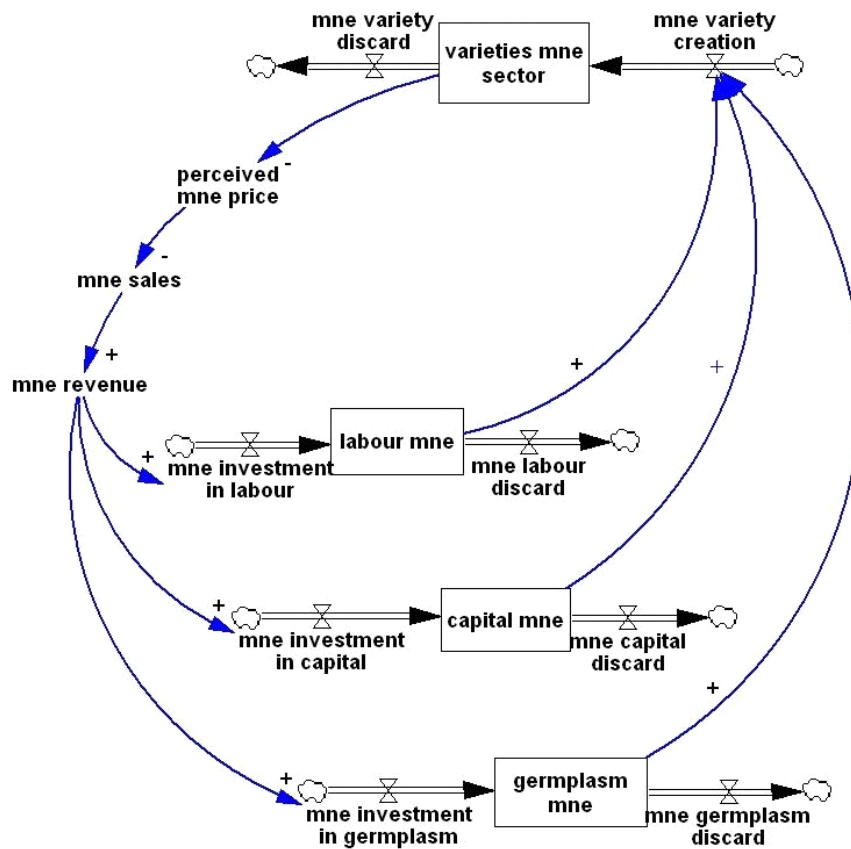 mne variety
discard
varieties mne
sector
mne variety
creation
-
perceived
mne price
-
mne sales
+
mne revenue
+
+
+
labour mne
mne investment
in labour
mne labour
discard
+
+
capital mne
mne investment
in capital
mne capital
discard
+
+
germplasm
mne
mne investment
in germplasm
mne germplasm
discard